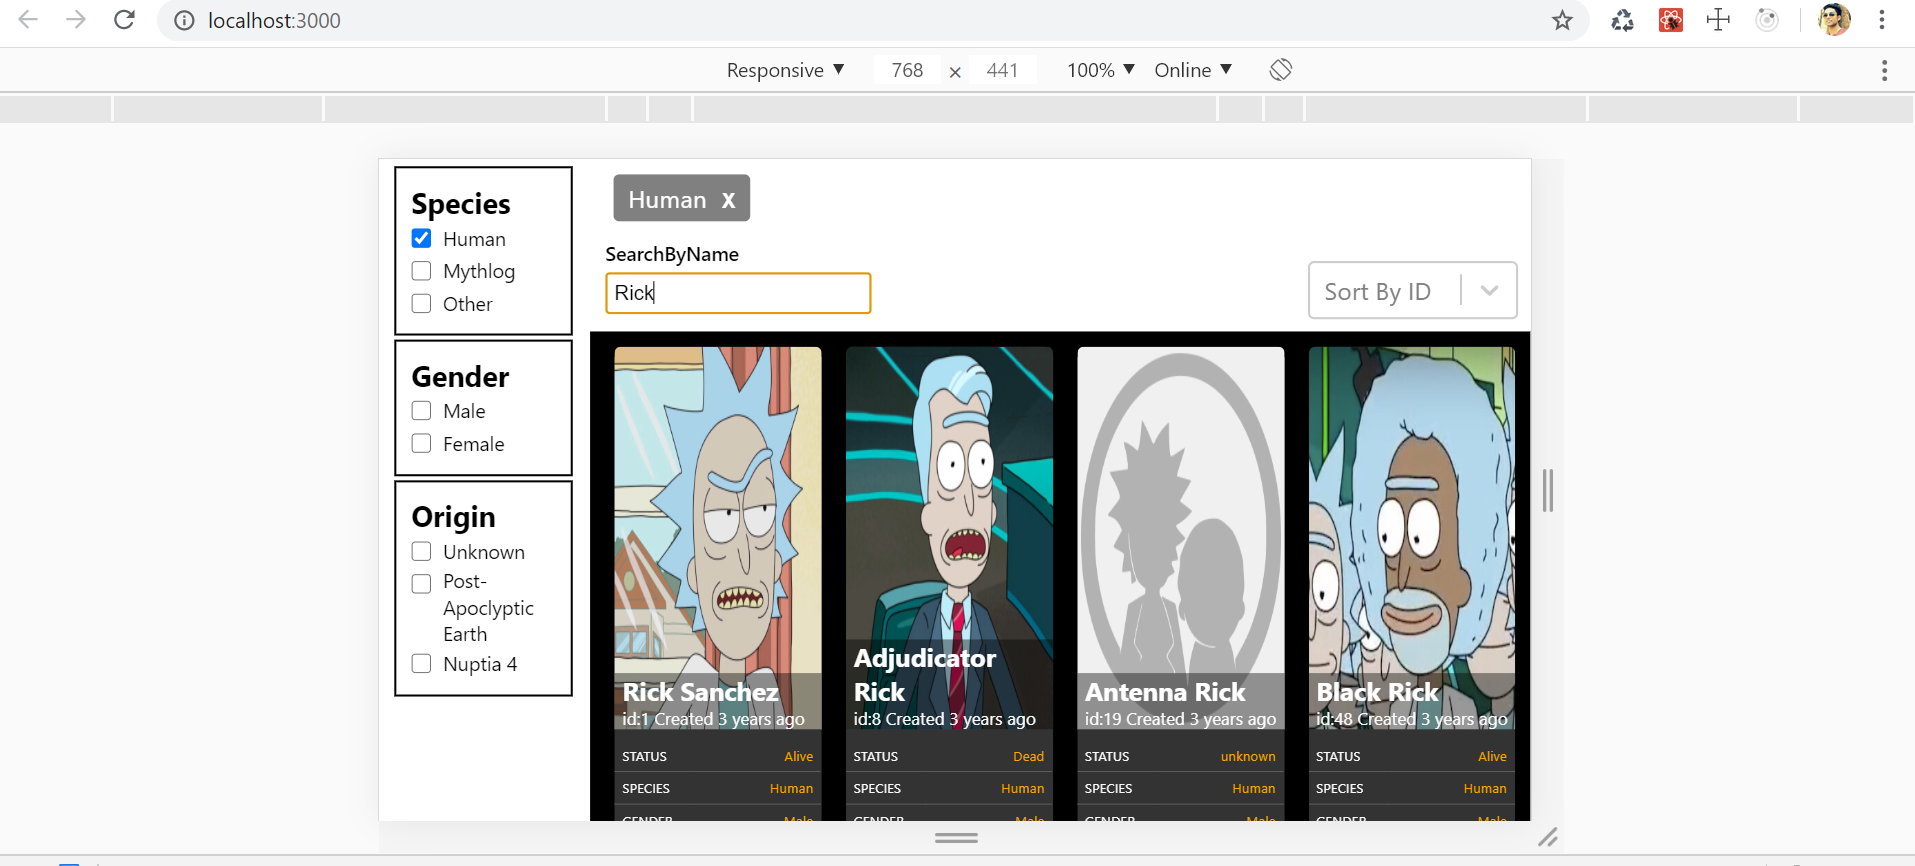 localhost:3000
Responsive ▼ 768 × 441 100% ▼ Online ▼
Species
Human
Mythlog
Other
Gender
Male
Female
Origin
Unknown
Post-
Apoclyptic
Earth
Nuptia 4
Human X
SearchByName
Rick
Sort By ID
Rick Sanchez
id:1 Created 3 years ago
STATUS Alive
SPECIES Human
GENDER Male
Adjudicator
Rick
id:8 Created 3 years ago
STATUS Dead
SPECIES Human
GENDER Male
Antenna Rick
id:19 Created 3 years ago
STATUS unknown
SPECIES Human
GENDER Male
Black Rick
id:48 Created 3 years ago
STATUS Alive
SPECIES Human
GENDER Male